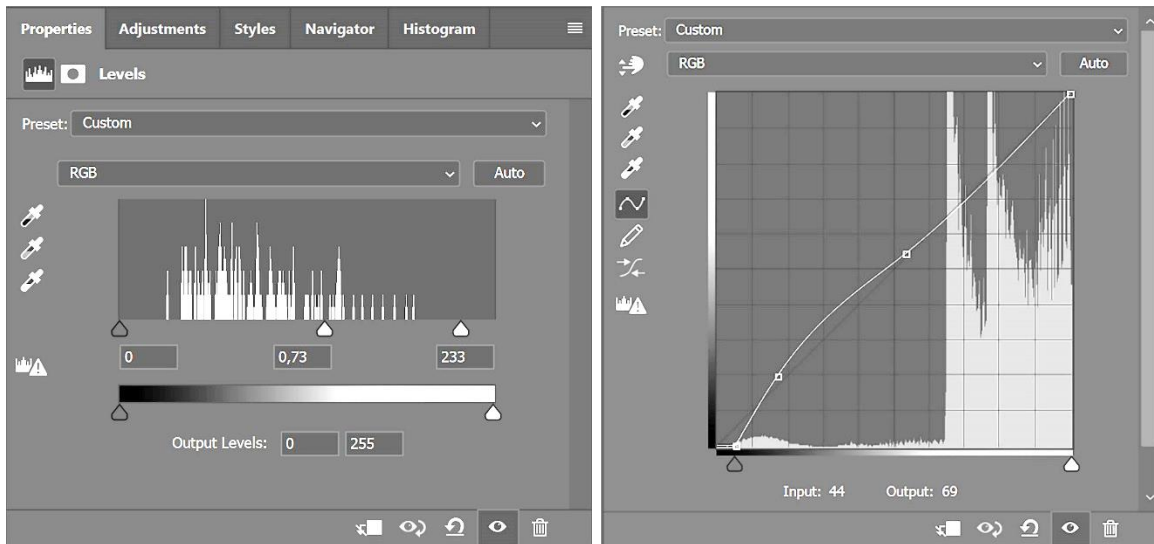 Properties Adjustments Styles Navigator Histogram
Levels
Preset: Custom
RGB Auto
0 0,73 233
Output Levels: 0 255
Preset: Custom
RGB Auto
Input: 44 Output: 69